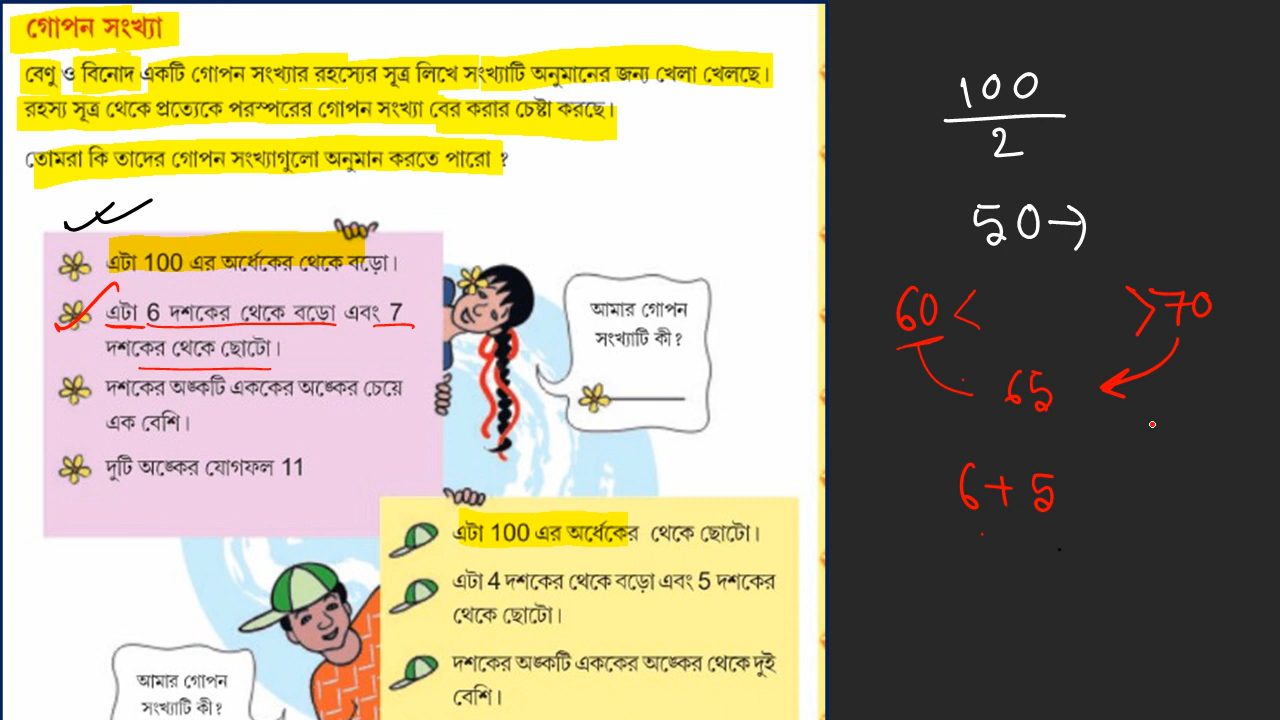 গোপন সংখ্যা
বেণু ও বিনোদ একটি গোপন সংখ্যার রহস্যের সূত্র লিখে সংখ্যাটি অনুমানের জন্য খেলা খেলছে।
রহস্য সূত্র থেকে প্রত্যেকে পরস্পরের গোপন সংখ্যা বের করার চেষ্টা করছে।
তোমরা কি তাদের গোপন সংখ্যাগুলো অনুমান করতে পারো ?
এটা 100 এর অর্ধেকের থেকে বড়ো।
এটা 6 দশকের থেকে বড়ো এবং 7
দশকের থেকে ছোটো।
দশকের অঙ্কটি এককের অঙ্কের চেয়ে
এক বেশি।
দুটি অঙ্কের যোগফল 11
আমার গোপন
সংখ্যাটি কী?
এটা 100 এর অর্ধেকের থেকে ছোটো।
এটা 4 দশকের থেকে বড়ো এবং 5 দশকের
থেকে ছোটো।
দশকের অঙ্কটি এককের অঙ্কের থেকে দুই
বেশি।
আমার গোপন
সংখ্যাটি কী?
100
2
50→
60 < > 70
65
6+5